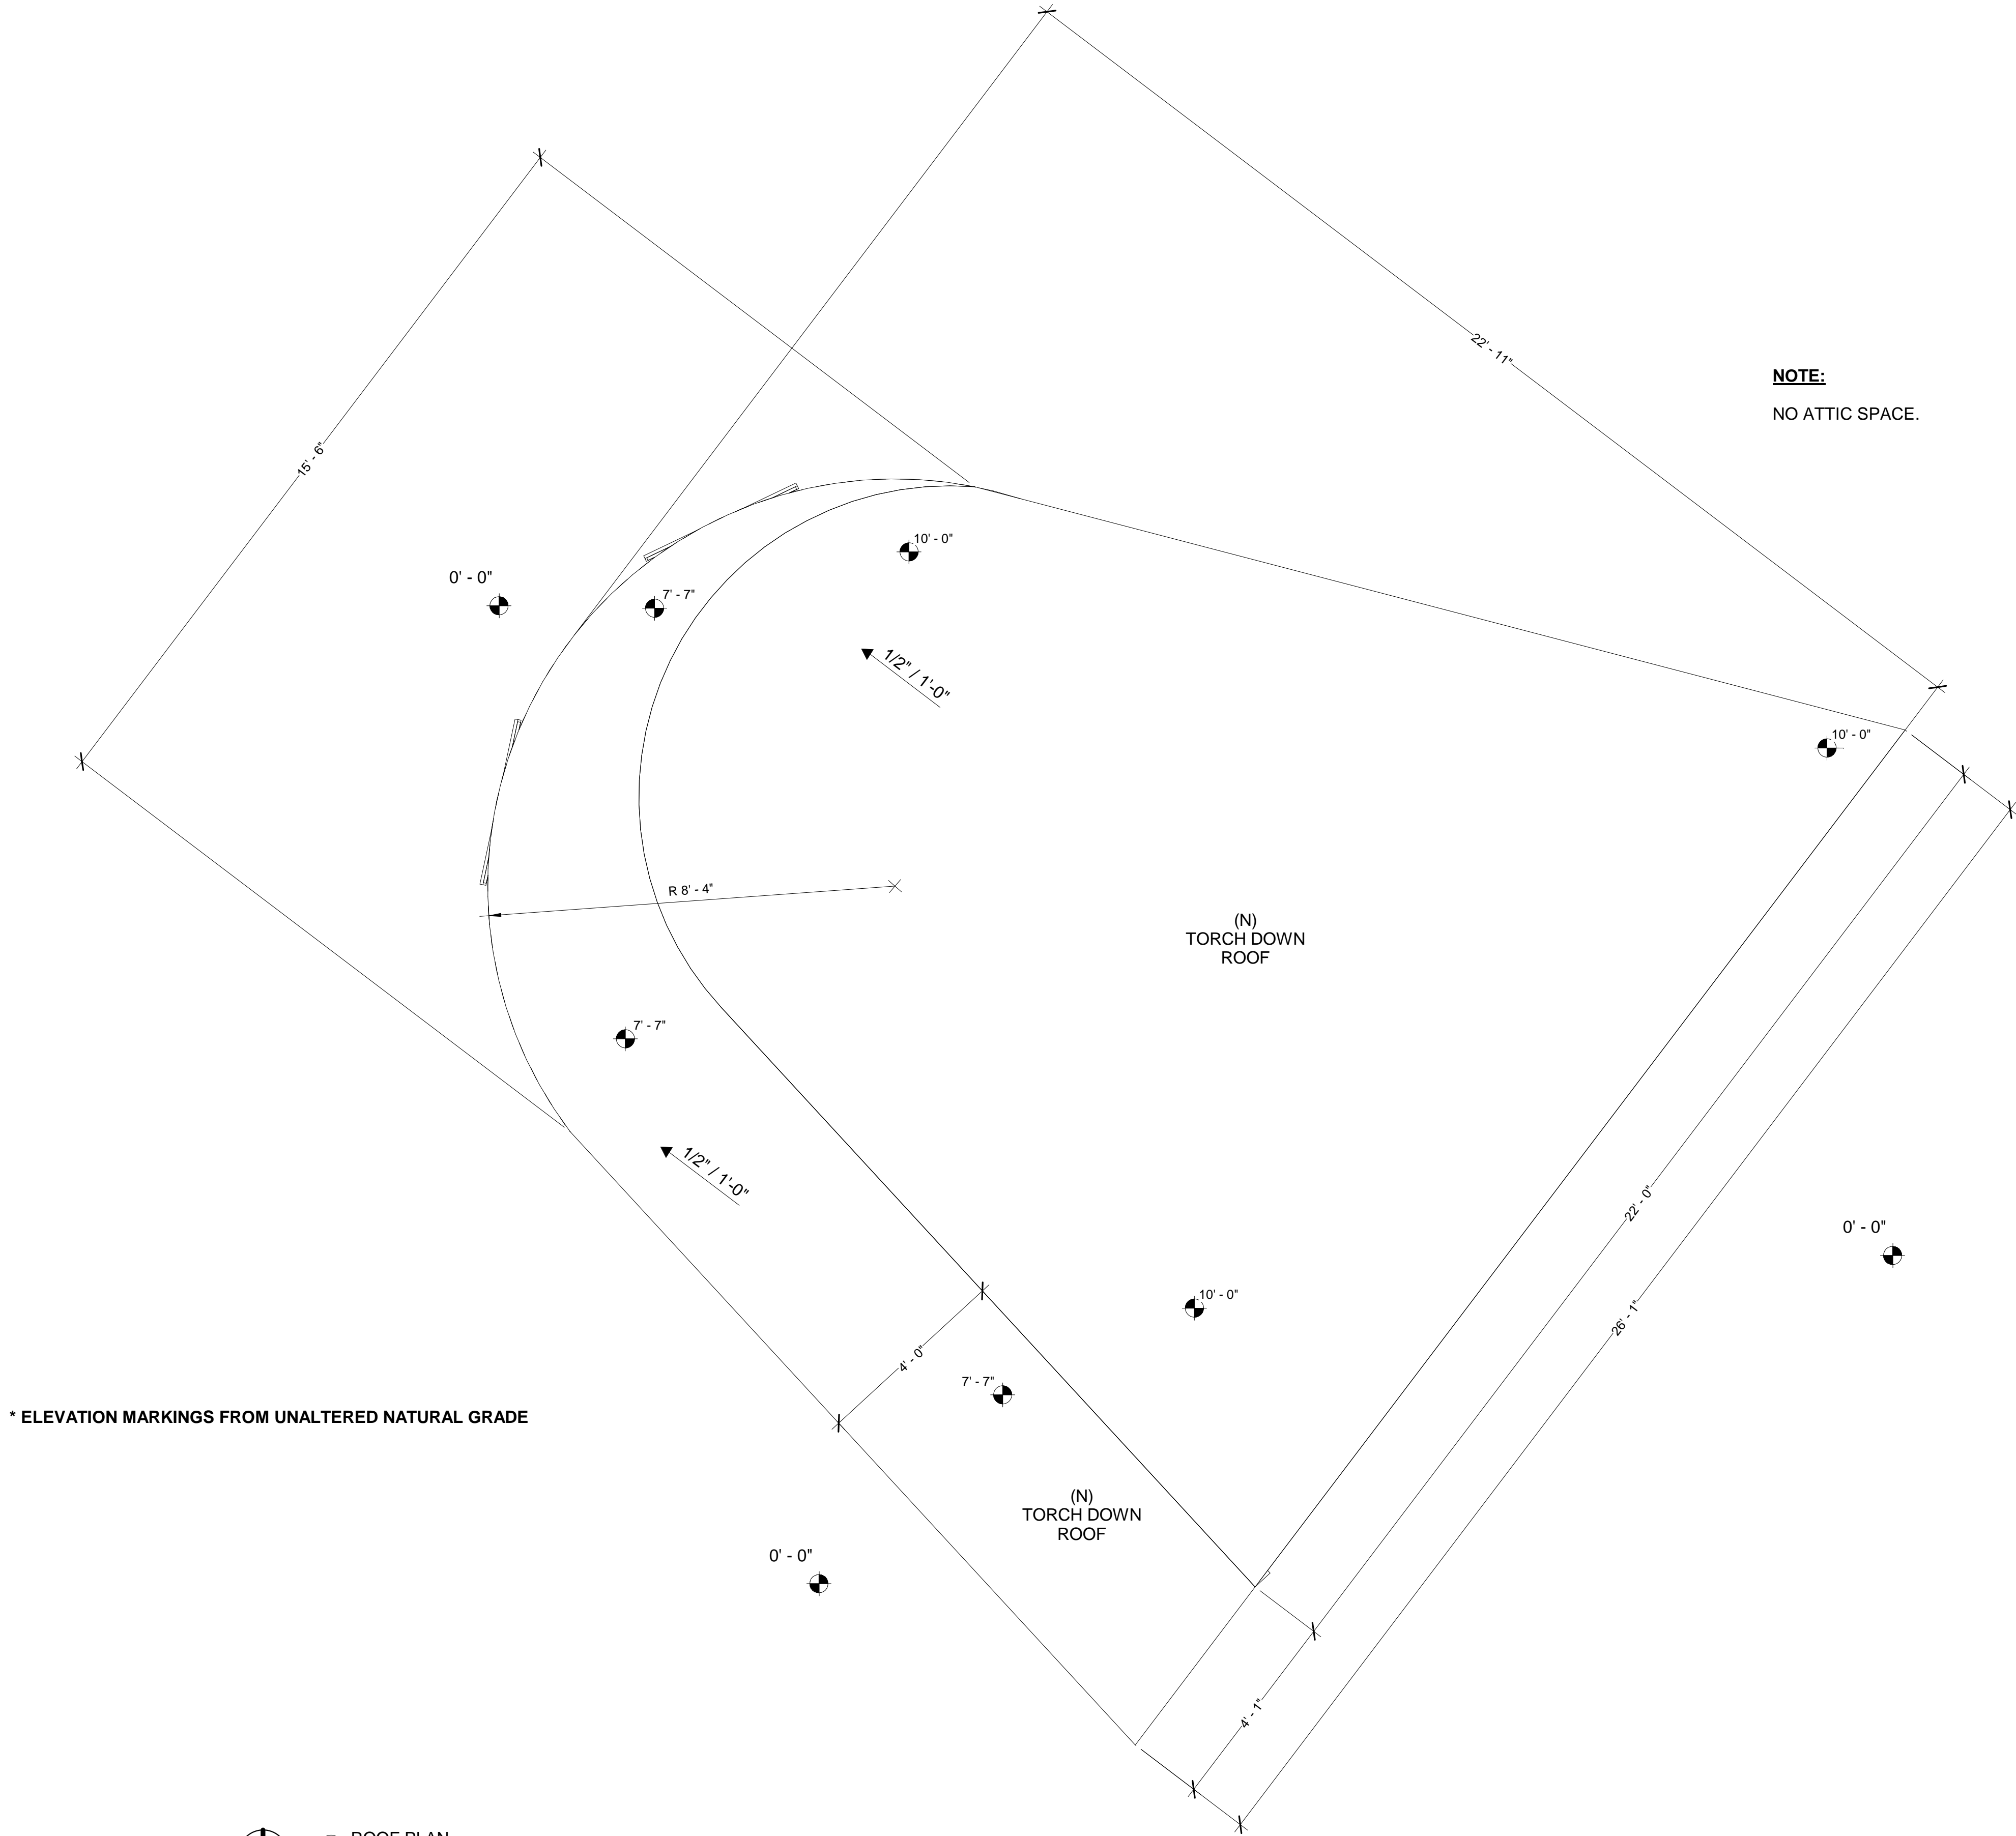 22' - 11"
NOTE:
NO ATTIC SPACE.
15' - 6"
10' - 0"
0' - 0"
7' - 7"
1/2" / 1'-0"
10' - 0"
R 8' - 4"
(N)
TORCH DOWN
ROOF
7' - 7"
1/2" / 1'-0"
22' - 0"
0' - 0"
10' - 0"
26' - 1"
4' - 0"
7' - 7"
* ELEVATION MARKINGS FROM UNALTERED NATURAL GRADE
(N)
TORCH DOWN
ROOF
0' - 0"
4' - 1"
ROOF PLAN